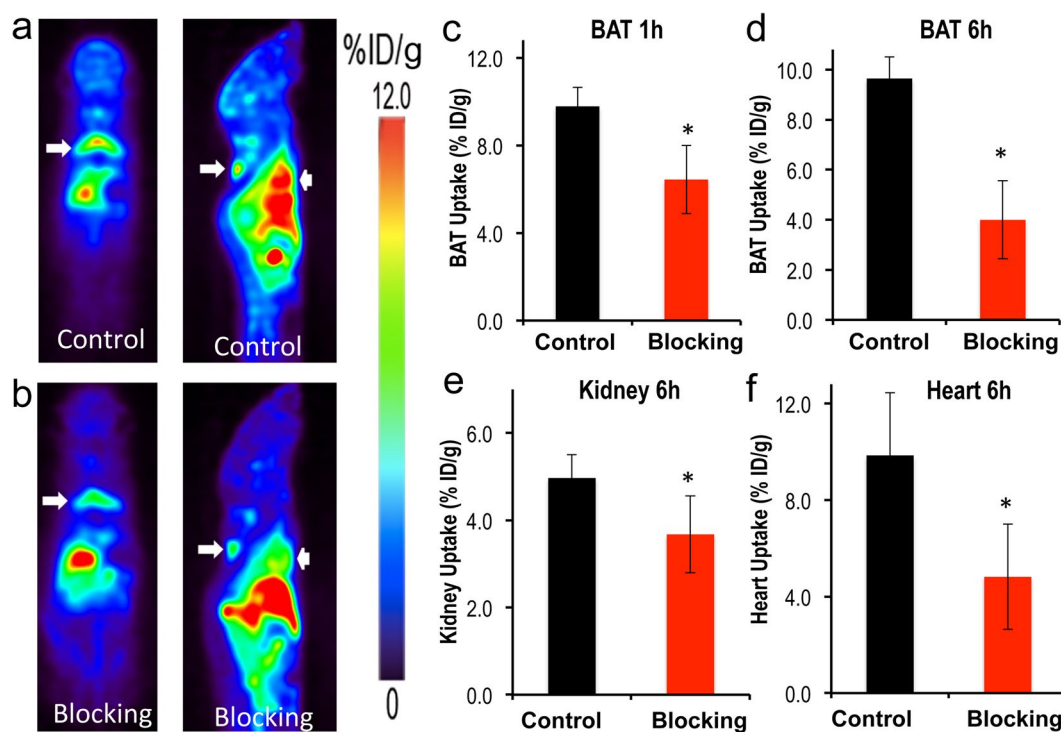 a
%ID/g
12.0
0
Control
Control
b
Blocking
Blocking
c
BAT 1h
BAT Uptake (% ID/g)
12.0
8.0
4.0
0.0
*
Control
Blocking
d
BAT 6h
BAT Uptake (% ID/g)
10.0
8.0
6.0
4.0
2.0
0.0
*
Control
Blocking
e
Kidney 6h
Kidney Uptake (% ID/g)
6.0
4.0
2.0
0.0
*
Control
Blocking
f
Heart 6h
Heart Uptake (% ID/g)
12.0
8.0
4.0
0.0
*
Control
Blocking